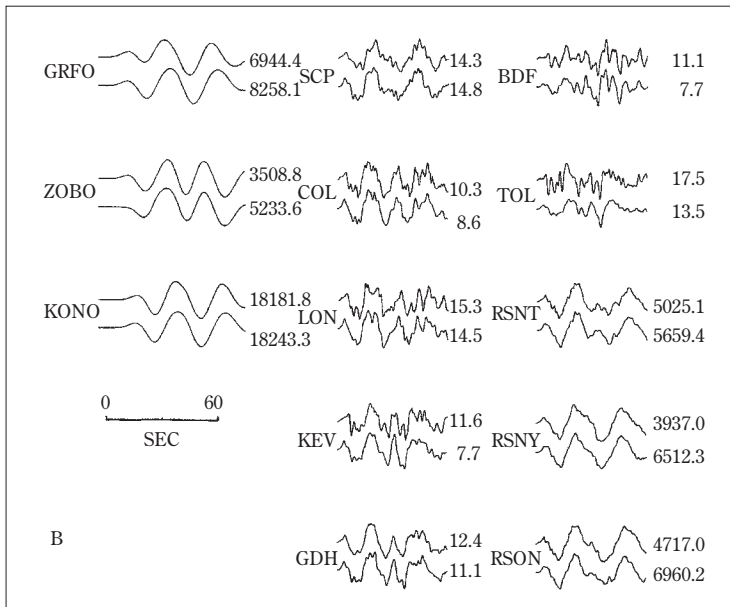 GRFO
6944.4
8258.1
SCP
14.3
14.8
BDF
11.1
7.7
ZOBO
3508.8
5233.6
COL
10.3
8.6
TOL
17.5
13.5
KONO
18181.8
18243.3
LON
15.3
14.5
RSNT
5025.1
5659.4
0 60
SEC
KEV
11.6
7.7
RSNY
3937.0
6512.3
B
GDH
12.4
11.1
RSON
4717.0
6960.2